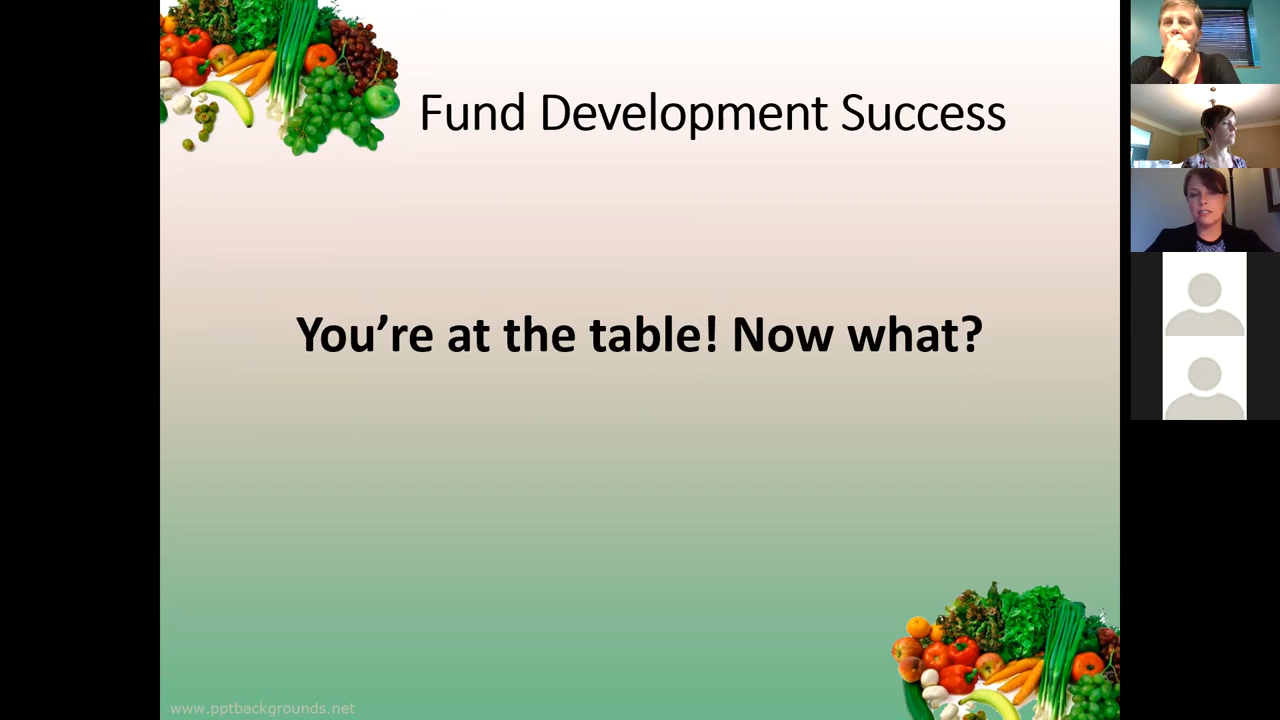 Fund Development Success
You’re at the table! Now what?
www.pptbackgrounds.net